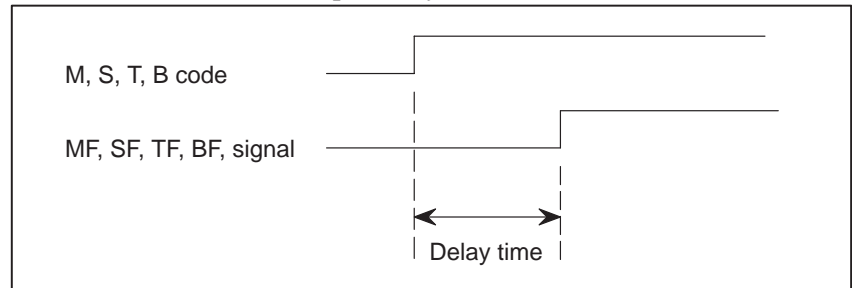 M, S, T, B code
MF, SF, TF, BF, signal
Delay time